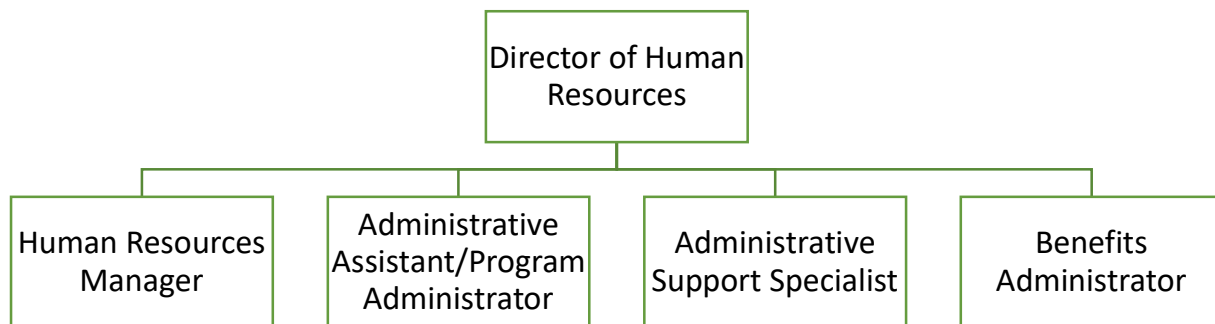 Director of Human
Resources
Human Resources
Manager
Administrative
Assistant/Program
Administrator
Administrative
Support Specialist
Benefits
Administrator